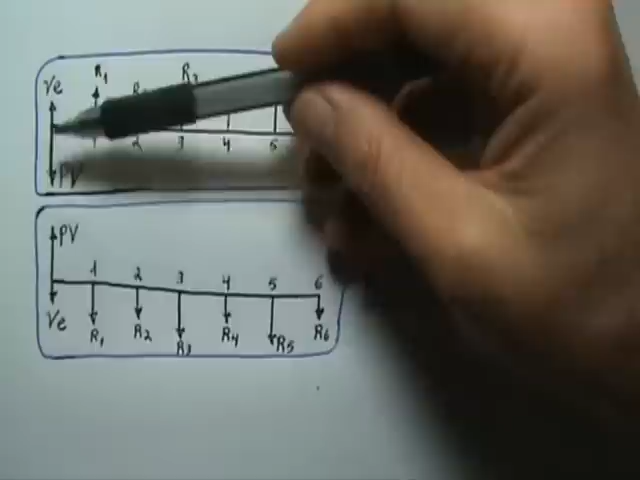 Ve R₁ R₃
1 2 3 4 5
PV
PV
1 2 3 4 5 6
Ve R₁ R₂ R₃ R₄ R₅ R₆